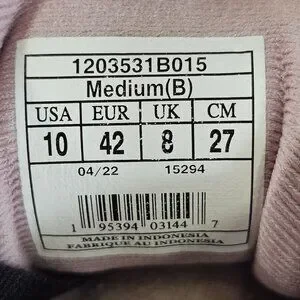 1203531B015
Medium(B)
USA EUR UK CM
10 42 8 27
04/22 15294
1 95394 03144 7
MADE IN INDONESIA
FABRIQUE AU INDONESIA